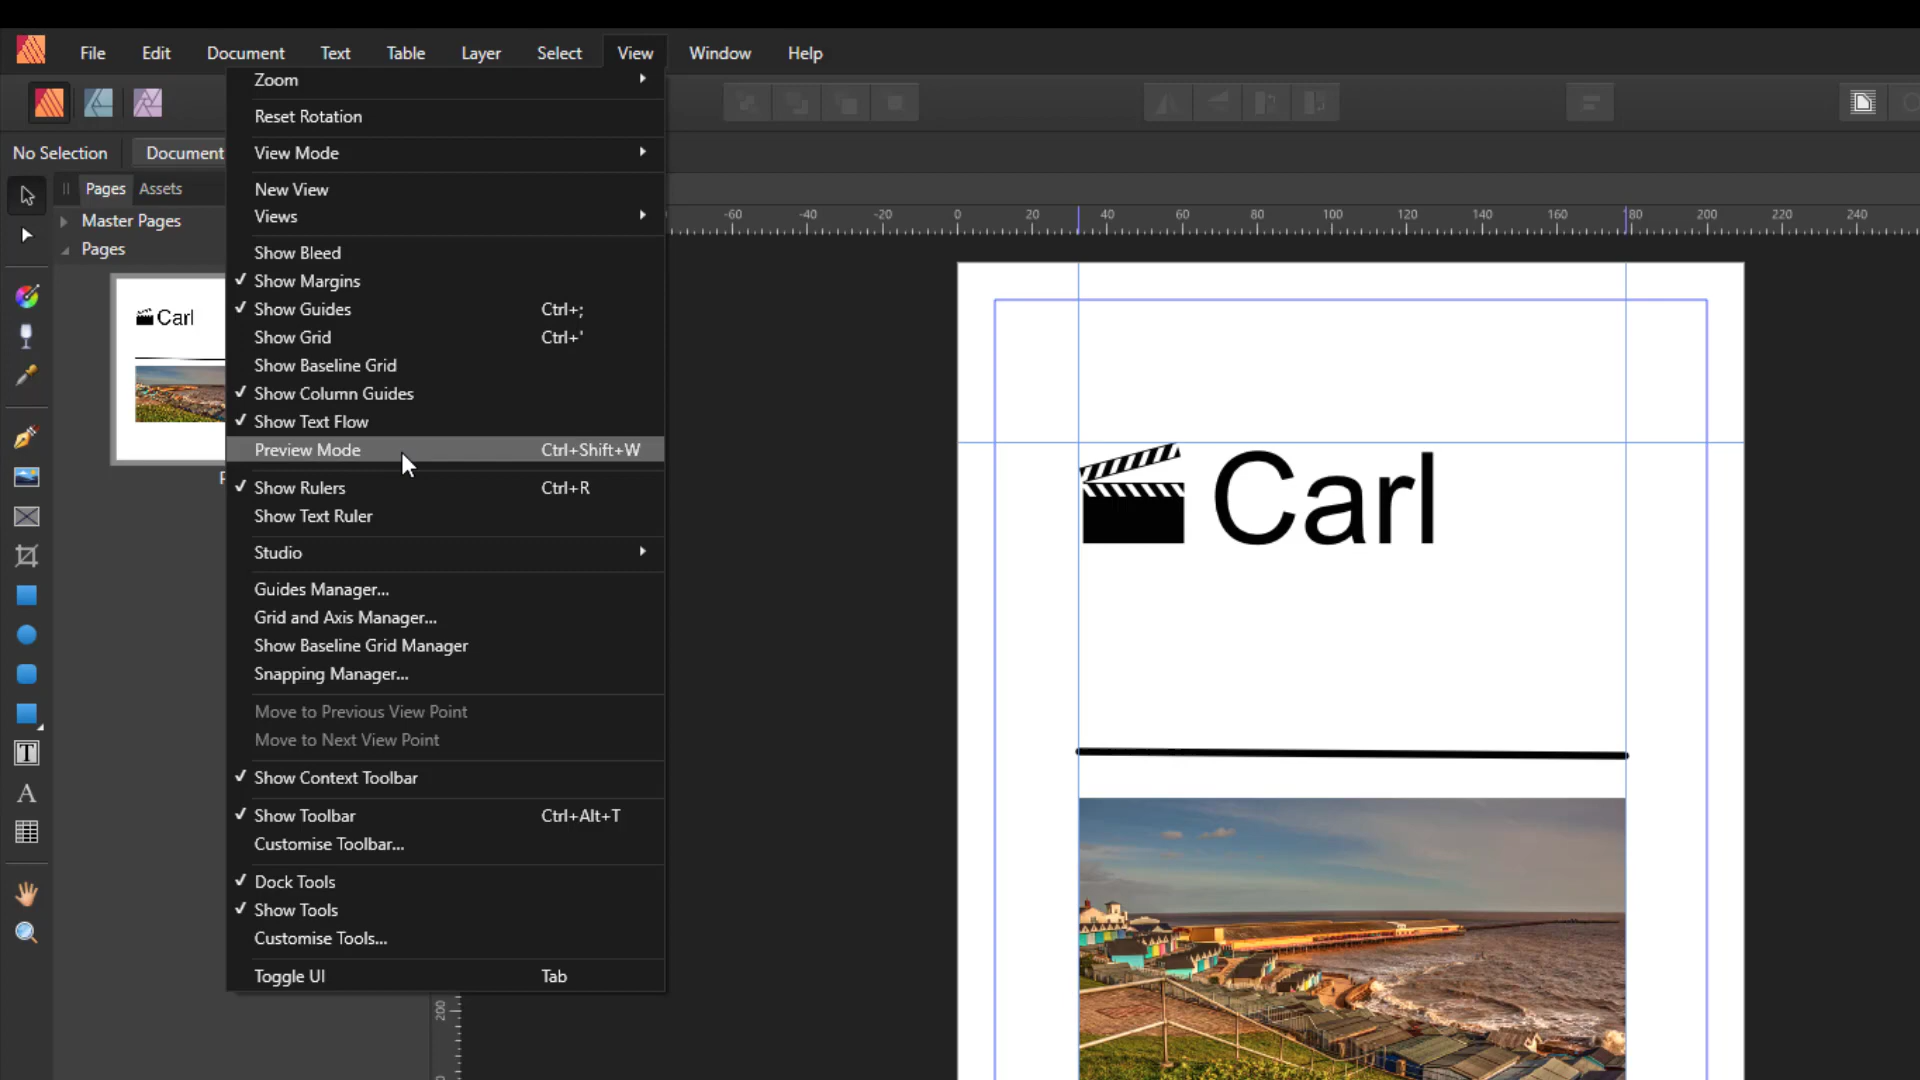 File Edit Document Text Table Layer Select View Window Help
Zoom
Reset Rotation
No Selection Document View Mode
Pages Assets New View
Master Pages Views
-60 -40 -20 0 20 40 60 80 100 120 140 160 80 200 220 240
Pages Show Bleed
Show Margins
Carl Show Guides Ctrl+;
Show Grid Ctrl+'
Show Baseline Grid
Show Column Guides
Show Text Flow
Preview Mode Ctrl+Shift+W
Show Rulers Ctrl+R
Carl
Show Text Ruler
Studio
Guides Manager...
Grid and Axis Manager...
Show Baseline Grid Manager
Snapping Manager...
Move to Previous View Point
Move to Next View Point
T
A
Show Context Toolbar
Show Toolbar Ctrl+Alt+T
Customise Toolbar...
Dock Tools
Show Tools
Customise Tools...
Toggle UI Tab
200